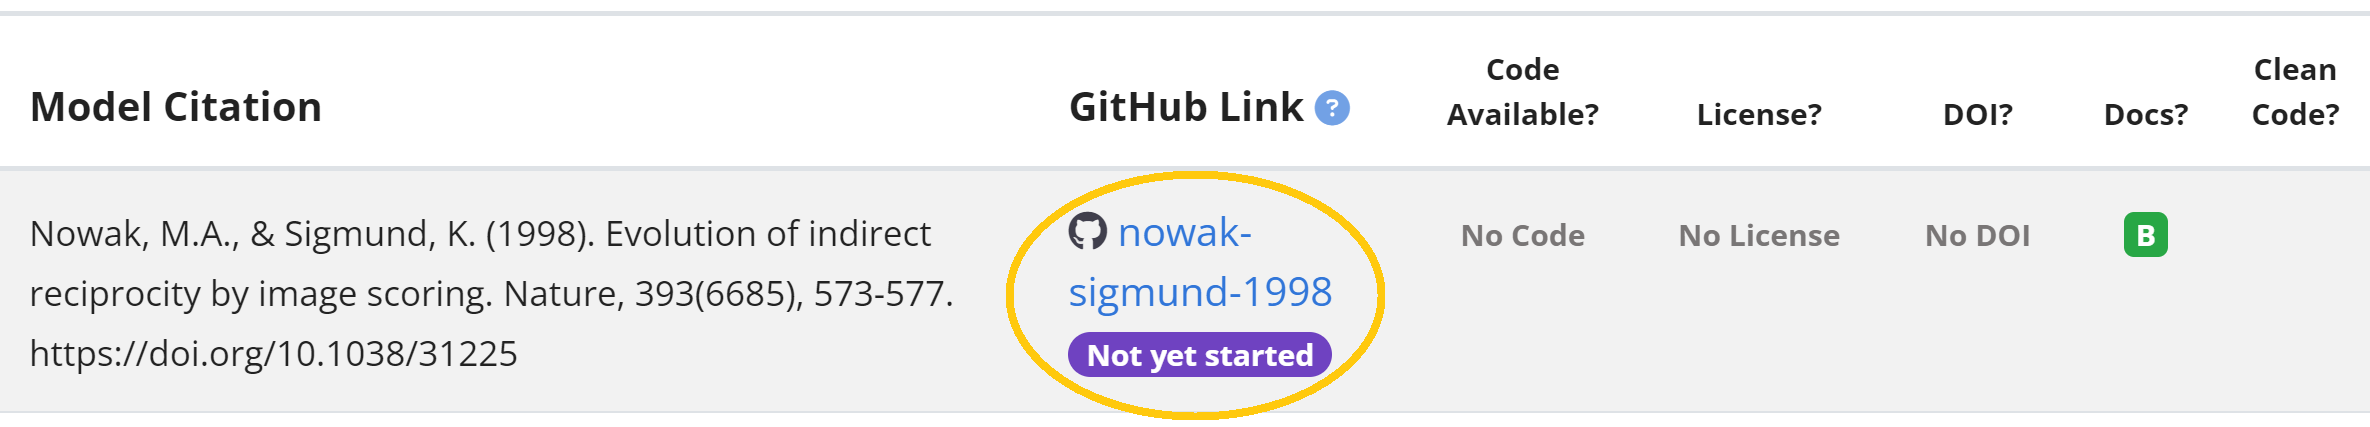 Model Citation
GitHub Link ?
Code Available?
License?
DOI?
Docs?
Clean Code?
Nowak, M.A., & Sigmund, K. (1998). Evolution of indirect
reciprocity by image scoring. Nature, 393(6685), 573-577.
https://doi.org/10.1038/31225
nowak-
sigmund-1998
Not yet started
No Code
No License
No DOI
B